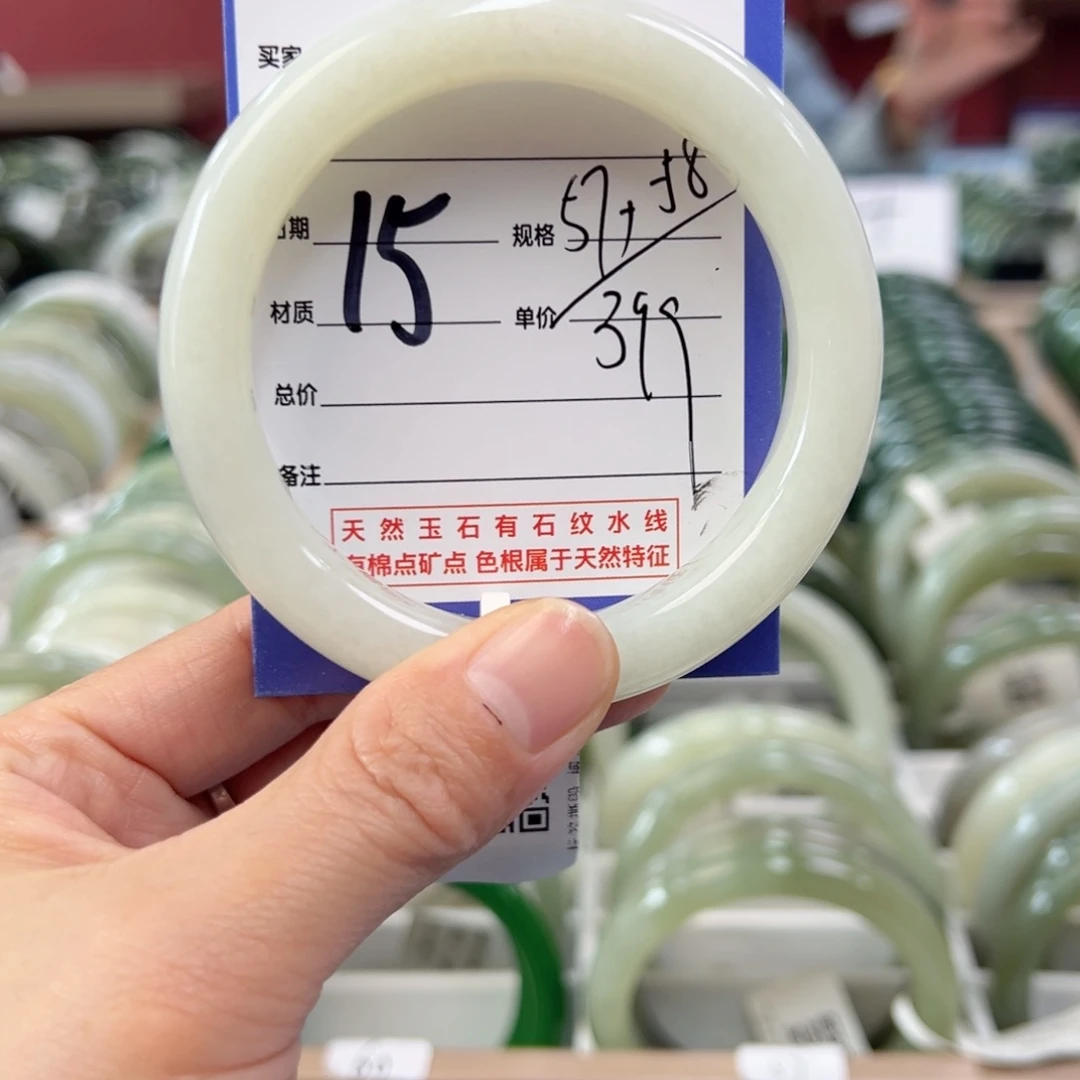 买家
日期 15 规格 57+58
材质 单价 399
总价
备注
天然玉石有石纹水线
有棉点矿点 色根属于天然特征